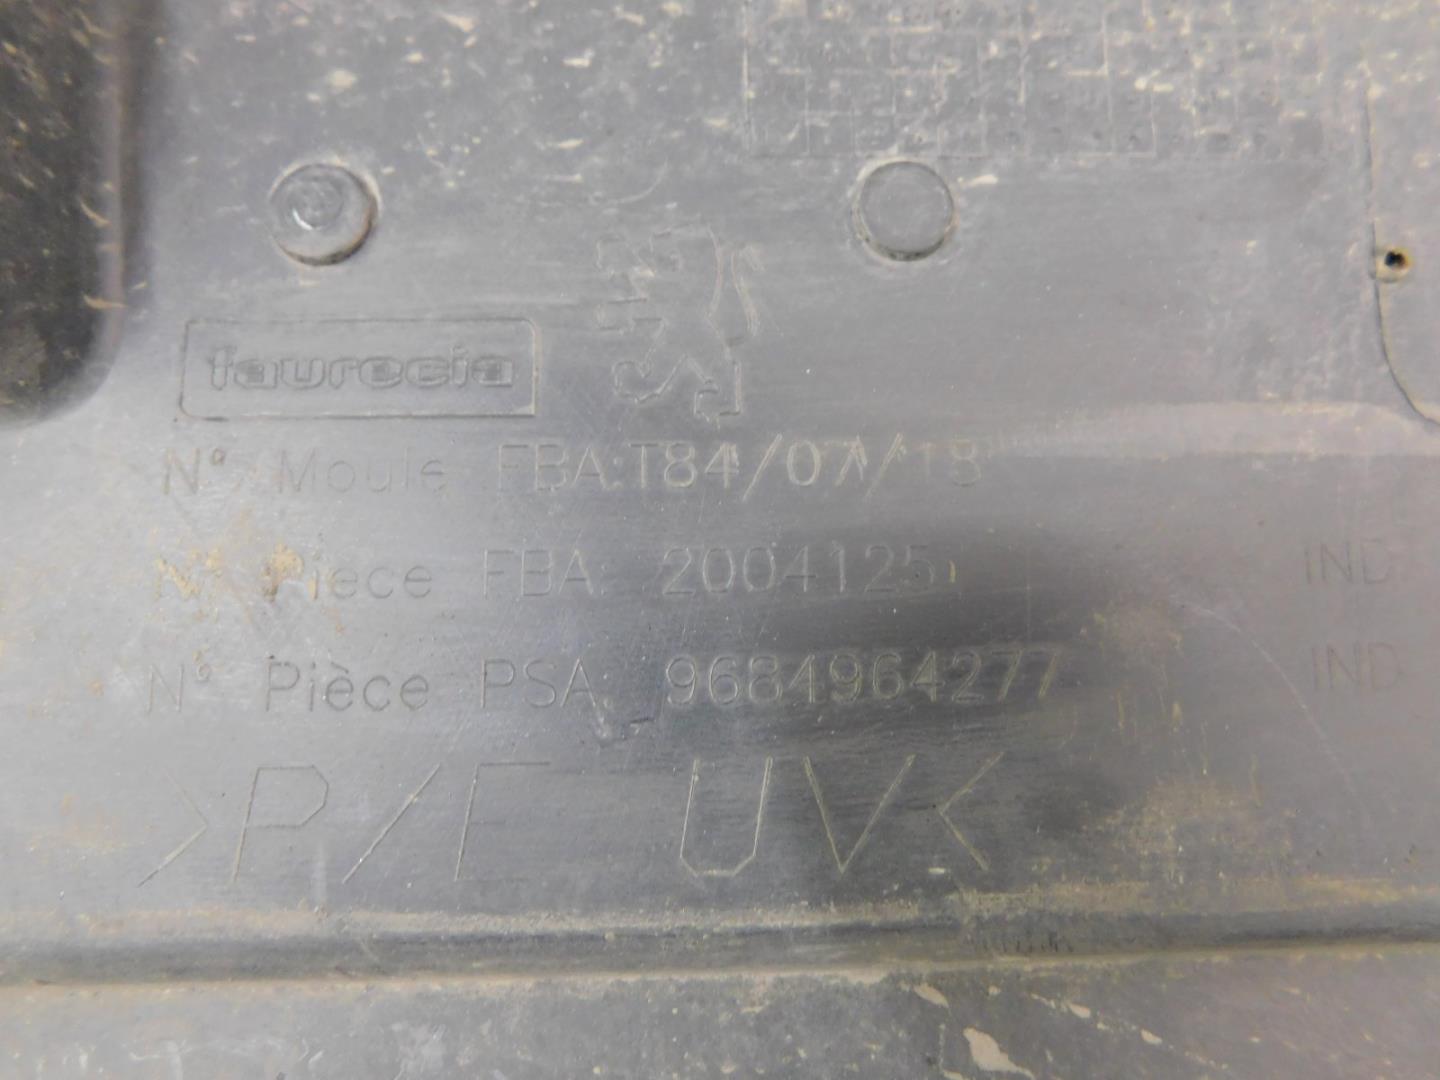 faurecia
N° Moule FBA:T84/07/18
N° Pièce FBA: 2004125 IND
N° Pièce PSA: 9684964277 IND
>P/E UV<